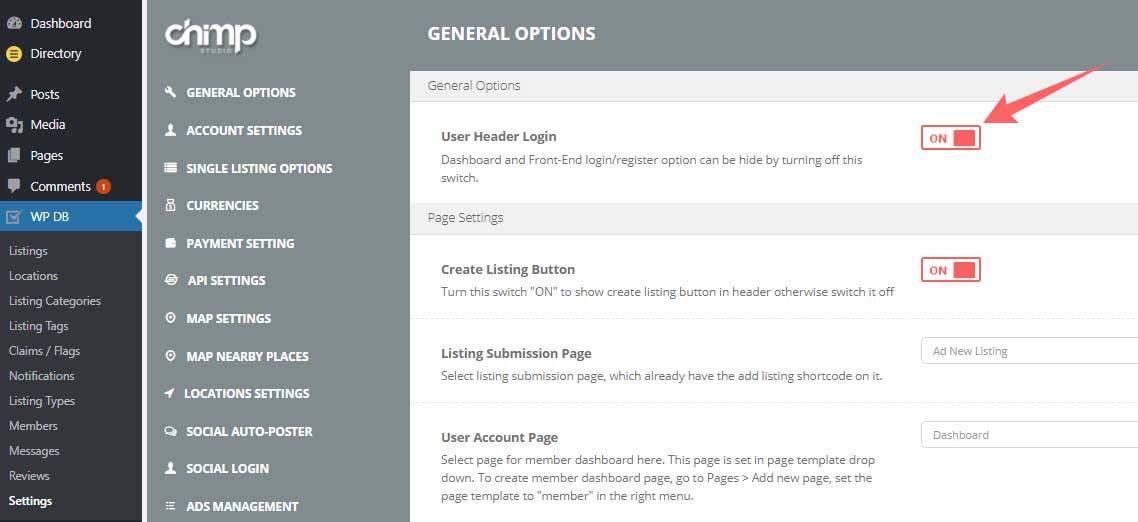 Dashboard
Directory
Posts
Media
Pages
Comments 1
WP DB
Listings
Locations
Listing Categories
Listing Tags
Claims / Flags
Notifications
Listing Types
Members
Messages
Reviews
Settings
chimp
STUDIO
GENERAL OPTIONS
ACCOUNT SETTINGS
SINGLE LISTING OPTIONS
CURRENCIES
PAYMENT SETTING
API SETTINGS
MAP SETTINGS
MAP NEARBY PLACES
LOCATIONS SETTINGS
SOCIAL AUTO-POSTER
SOCIAL LOGIN
ADS MANAGEMENT
GENERAL OPTIONS
General Options
User Header Login
ON
Dashboard and Front-End login/register option can be hide by turning off this
switch.
Page Settings
Create Listing Button
ON
Turn this switch "ON" to show create listing button in header otherwise switch it off
Listing Submission Page
Ad New Listing
Select listing submission page, which already have the add listing shortcode on it.
User Account Page
Dashboard
Select page for member dashboard here. This page is set in page template drop
down. To create member dashboard page, go to Pages > Add new page, set the
page template to "member" in the right menu.